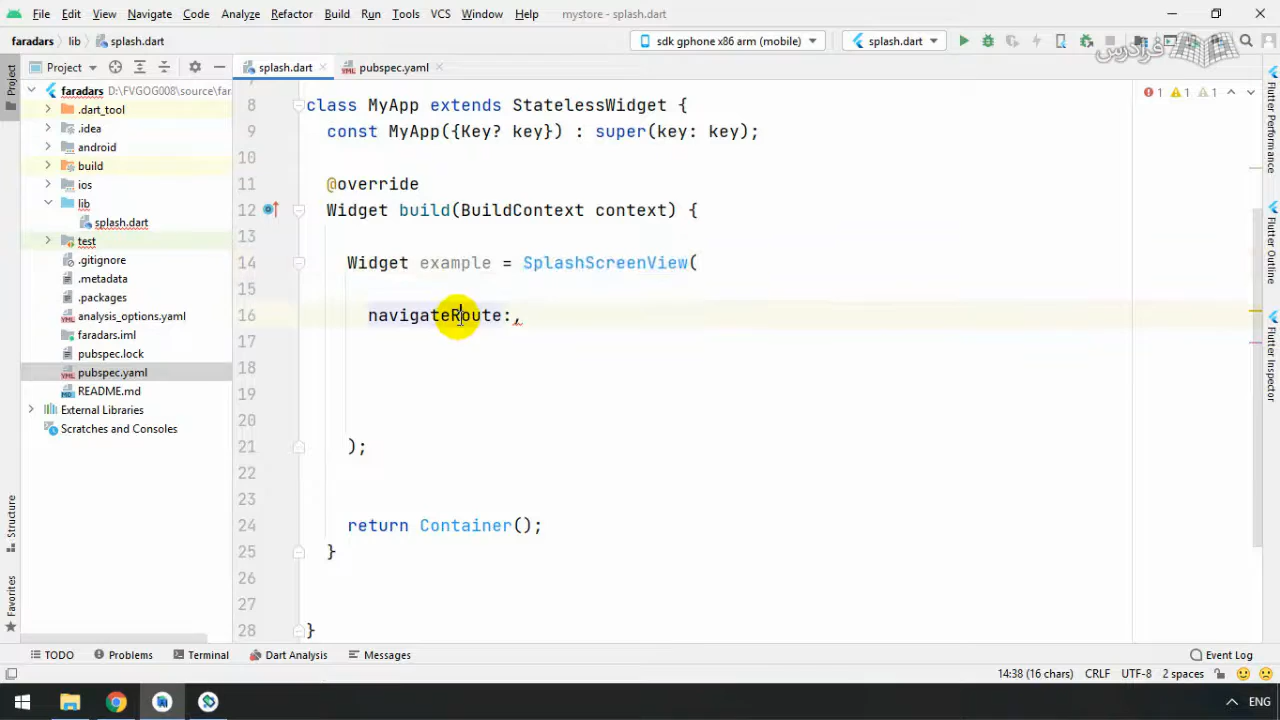 File Edit View Navigate Code Analyze Refactor Build Run Tools VCS Window Help mystore - splash.dart
faradars lib splash.dart sdk gphone x86 arm (mobile) splash.dart
فرادرس
Project splash.dart pubspec.yaml
Project
faradars D:\FVGOG008\source\far
.dart_tool
.idea
android
build
ios
lib
splash.dart
test
.gitignore
.metadata
.packages
analysis_options.yaml
faradars.iml
pubspec.lock
pubspec.yaml
README.md
External Libraries
Scratches and Consoles
Structure
Favorites
1 1 1
7
8 class MyApp extends StatelessWidget {
9 const MyApp({Key? key}) : super(key: key);
10
11 @override
12 Widget build(BuildContext context) {
13
14 Widget example = SplashScreenView(
15
16 navigateRoute:,
17
18
19
20
21 );
22
23
24 return Container();
25 }
26
27
28 }
Flutter Performance
Flutter Outline
Flutter Inspector
TODO Problems Terminal Dart Analysis Messages Event Log
14:38 (16 chars) CRLF UTF-8 2 spaces
ENG